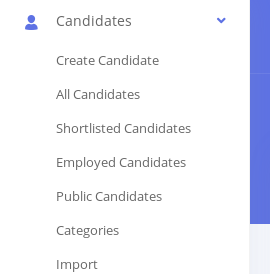 Candidates
Create Candidate
All Candidates
Shortlisted Candidates
Employed Candidates
Public Candidates
Categories
Import